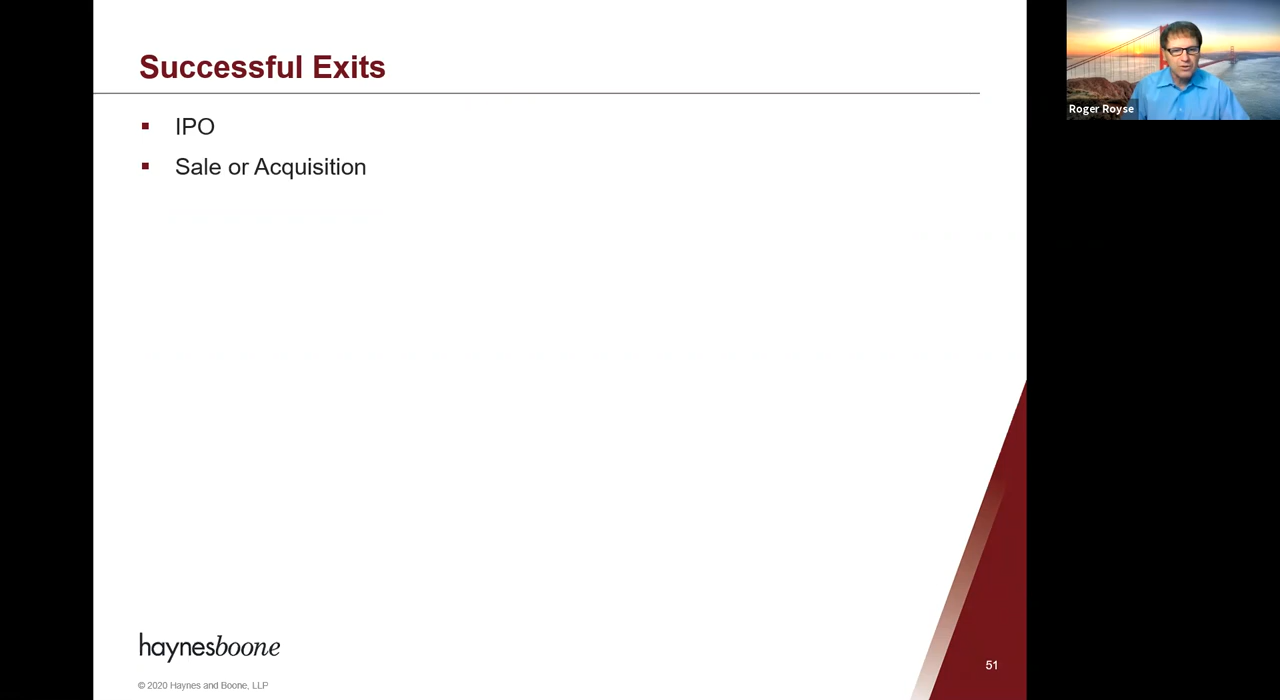 Successful Exits
IPO
Sale or Acquisition
haynesboone
© 2020 Haynes and Boone, LLP
51
Roger Royse